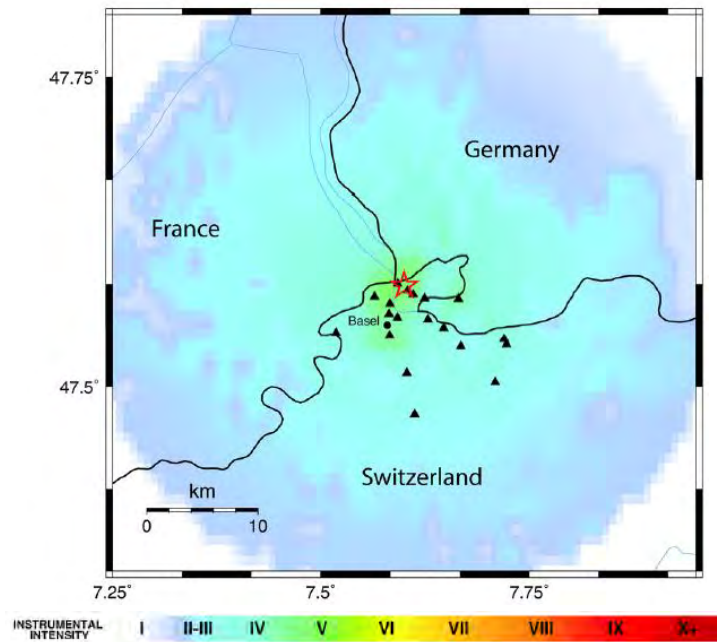 47.75°
Germany
France
Basel
47.5°
Switzerland
km
0 10
7.25° 7.5° 7.75°
INSTRUMENTAL INTENSITY I II-III IV V VI VII VIII IX X+